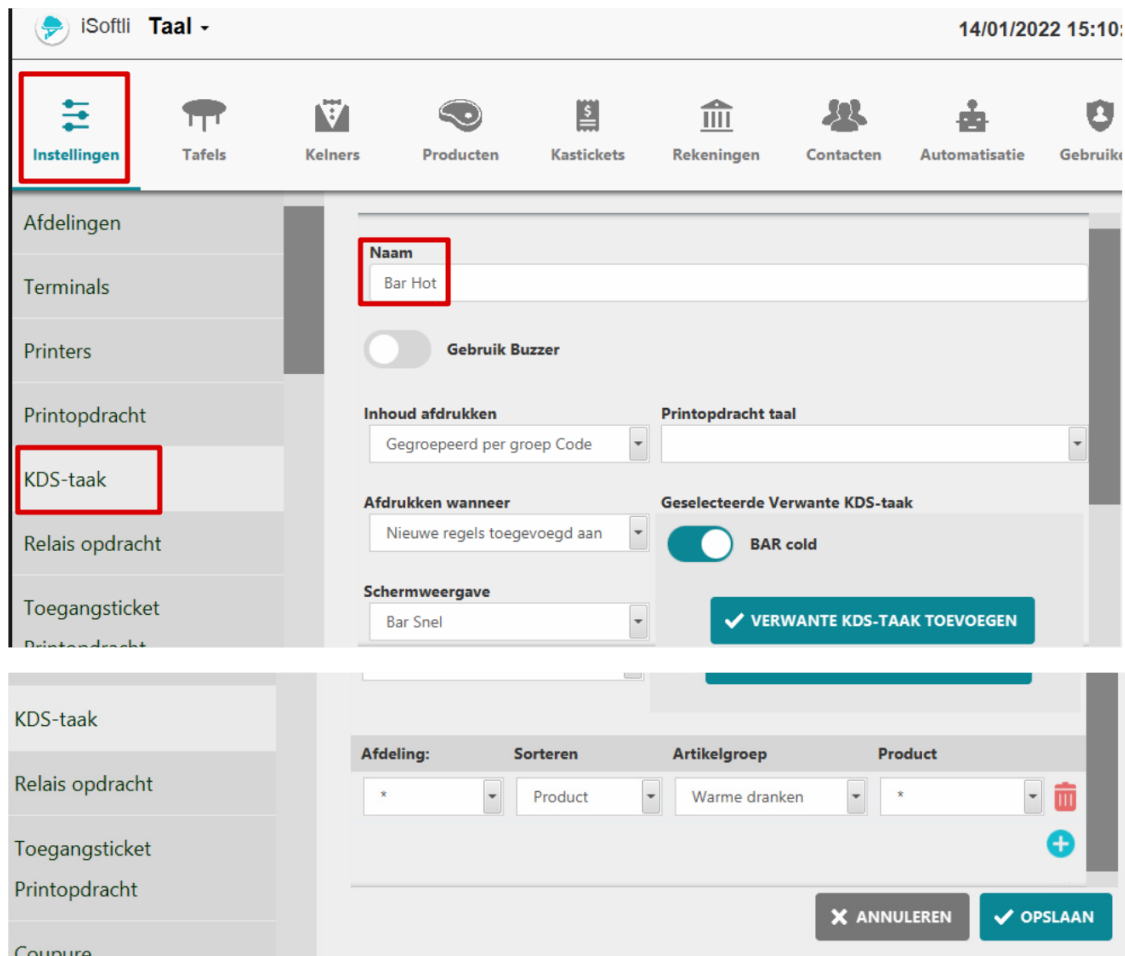 iSoftli Taal
14/01/2022 15:10:
Instellingen Tafels Kelners Producten Kastickets Rekeningen Contacten Automatisatie Gebruike
Afdelingen
Terminals
Printers
Printopdracht
KDS-taak
Relais opdracht
Toegangsticket
Printopdracht
Naam
Bar Hot
Gebruik Buzzer
Inhoud afdrukken Printopdracht taal
Gegroepeerd per groep Code
Afdrukken wanneer Geselecteerde Verwante KDS-taak
Nieuwe regels toegevoegd aan BAR cold
Schermweergave
Bar Snel VERWANTE KDS-TAAK TOEVOEGEN
KDS-taak
Relais opdracht
Toegangsticket
Printopdracht
Coupure
Afdeling: Sorteren Artikelgroep Product
* Product Warme dranken *
ANNULEREN OPSLAAN